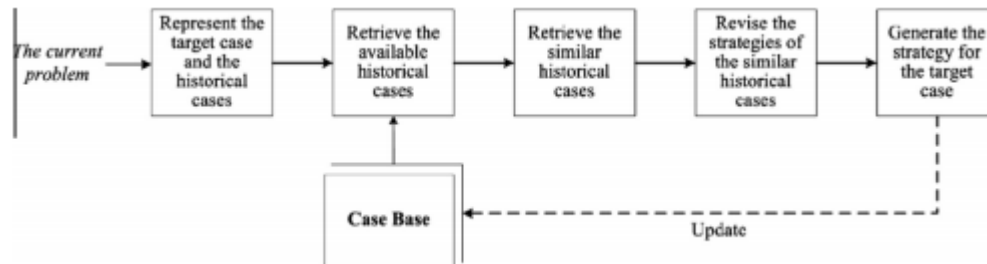 The current
problem
Represent the
target case
and the
historical
cases
Retrieve the
available
historical
cases
Retrieve the
similar
historical
cases
Revise the
strategies of
the similar
historical
cases
Generate the
strategy for
the target
case
Case Base
Update